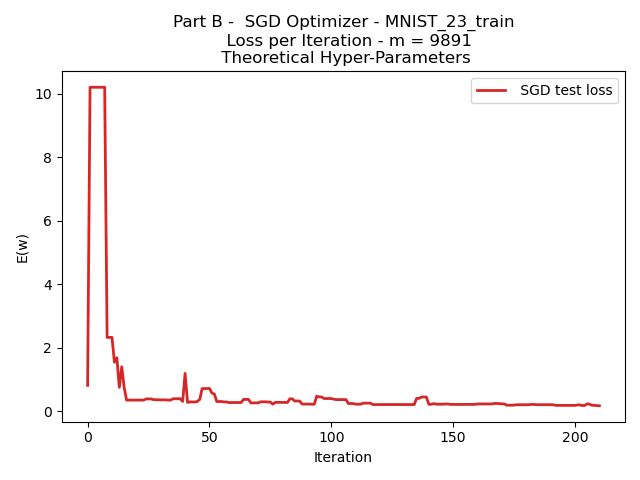 Part B -  SGD Optimizer - MNIST_23_train
Loss per Iteration - m = 9891
Theoretical Hyper-Parameters
SGD test loss
E(w)
10
8
6
4
2
0
0 50 100 150 200
Iteration